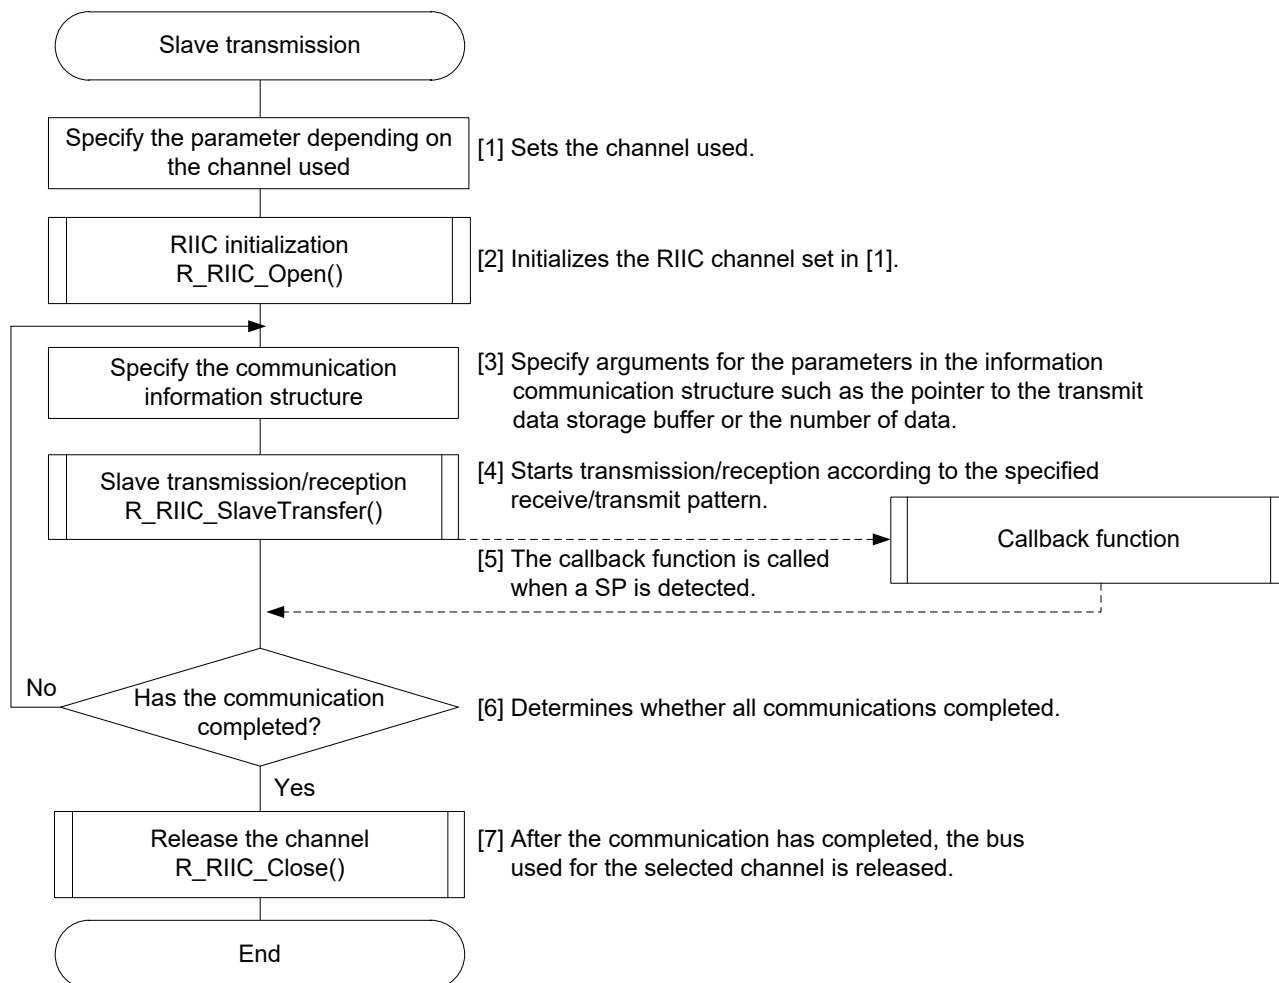 Slave transmission
Specify the parameter depending on
the channel used
[1] Sets the channel used.
RIIC initialization
R_RIIC_Open()
[2] Initializes the RIIC channel set in [1].
Specify the communication
information structure
[3] Specify arguments for the parameters in the information
communication structure such as the pointer to the transmit
data storage buffer or the number of data.
Slave transmission/reception
R_RIIC_SlaveTransfer()
[4] Starts transmission/reception according to the specified
receive/transmit pattern.
Callback function
[5] The callback function is called
when a SP is detected.
No
Has the communication
completed?
[6] Determines whether all communications completed.
Yes
Release the channel
R_RIIC_Close()
[7] After the communication has completed, the bus
used for the selected channel is released.
End